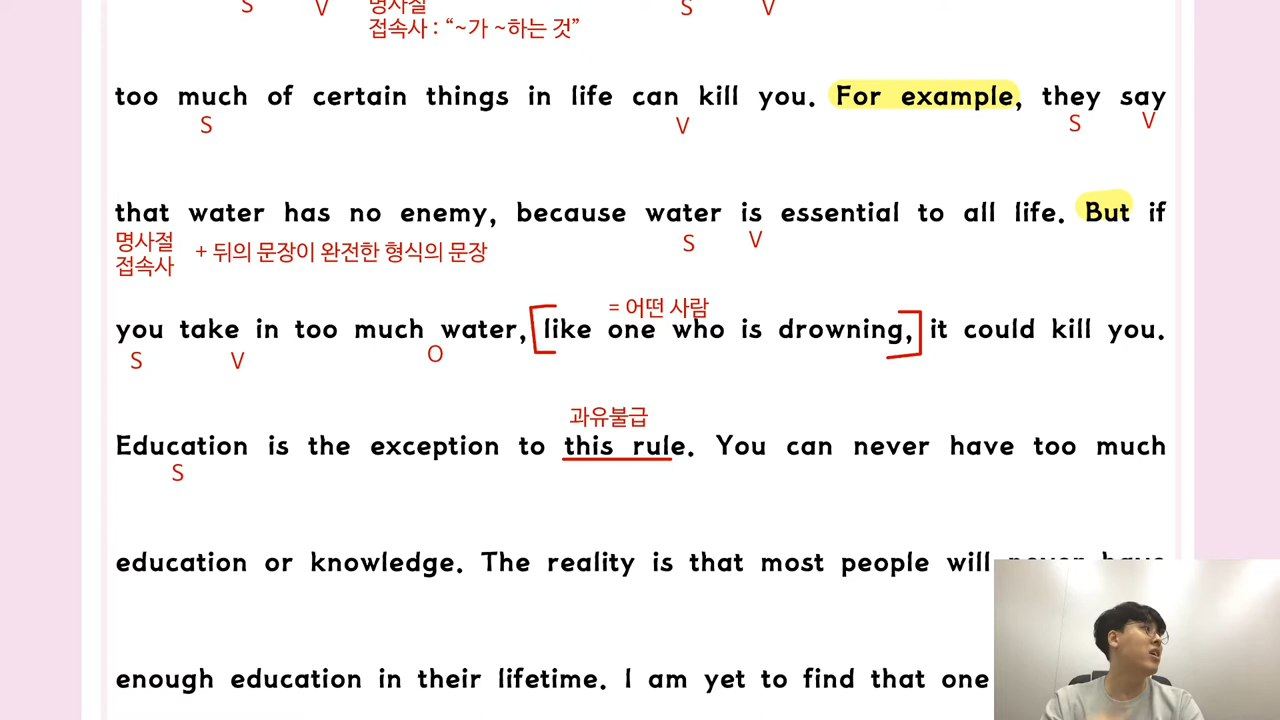 S V 명사절 S V
접속사 : “~가 ~하는 것”
too much of certain things in life can kill you. For example, they say
S V S V
that water has no enemy, because water is essential to all life. But if
명사절 + 뒤의 문장이 완전한 형식의 문장 S V
접속사
= 어떤 사람
you take in too much water, like one who is drowning, it could kill you.
S V O
과유불급
Education is the exception to this rule. You can never have too much
S
education or knowledge. The reality is that most people will never have
enough education in their lifetime. I am yet to find that one